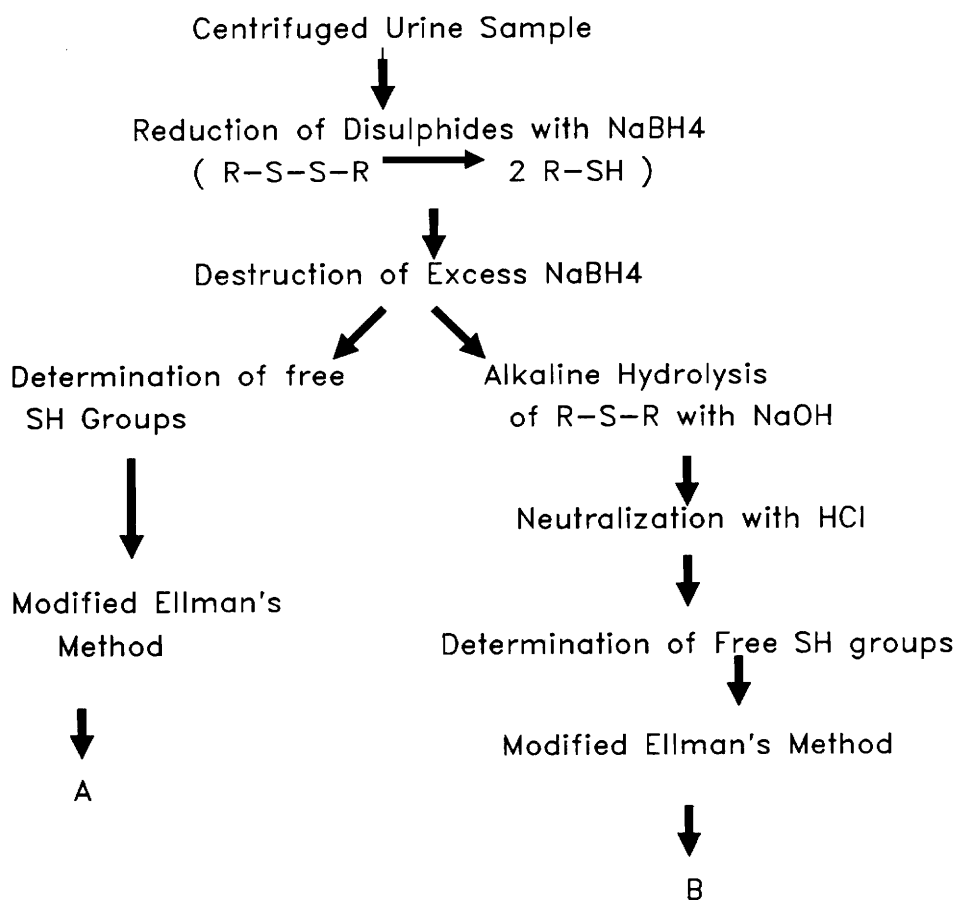 Centrifuged Urine Sample
Reduction of Disulphides with NaBH4
( R-S-S-R 2 R-SH )
Destruction of Excess NaBH4
Determination of free
SH Groups
Modified Ellman's
Method
A
Alkaline Hydrolysis
of R-S-R with NaOH
Neutralization with HCl
Determination of Free SH groups
Modified Ellman's Method
B